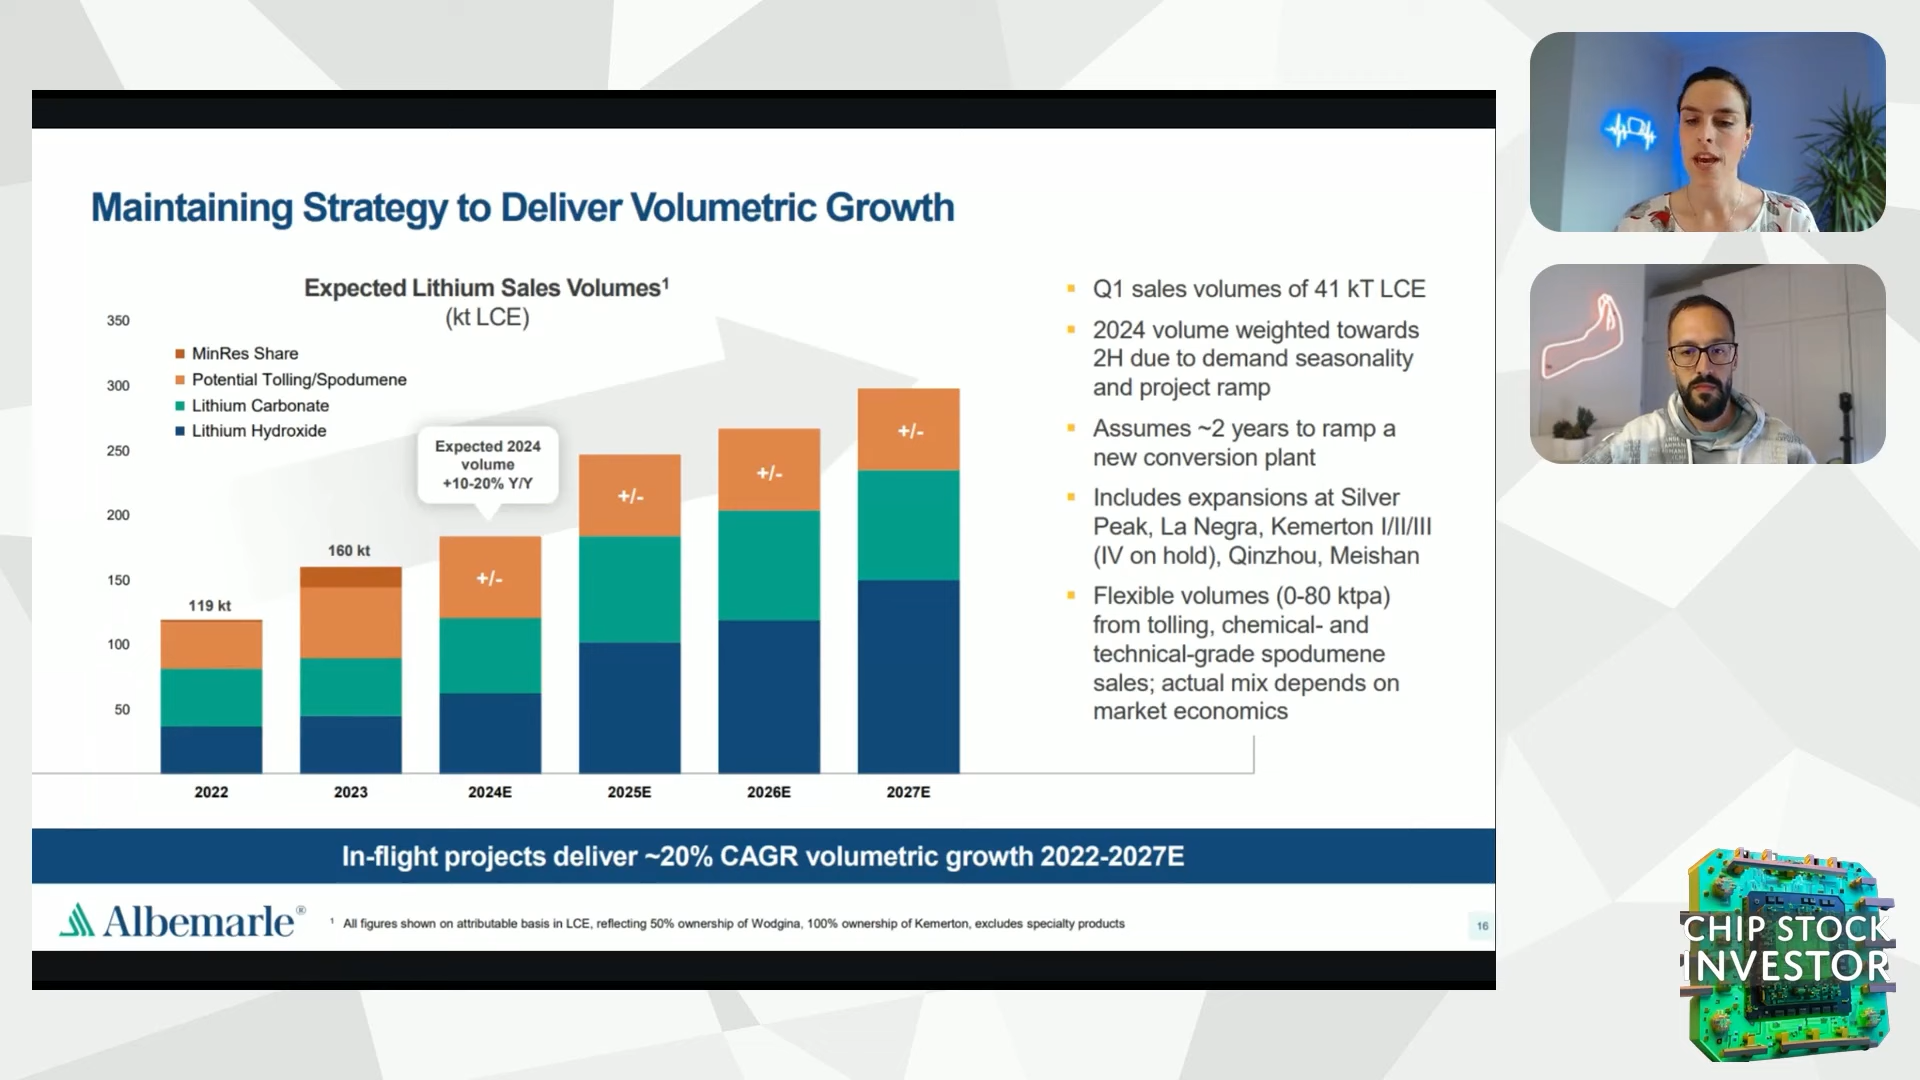 Maintaining Strategy to Deliver Volumetric Growth
Expected Lithium Sales Volumes¹
(kt LCE)
350
300
250
200
150
100
50
MinRes Share
Potential Tolling/Spodumene
Lithium Carbonate
Lithium Hydroxide
Expected 2024
volume
+10-20% Y/Y
119 kt
160 kt
+/-
+/-
+/-
+/-
2022
2023
2024E
2025E
2026E
2027E
Q1 sales volumes of 41 kT LCE
2024 volume weighted towards
2H due to demand seasonality
and project ramp
Assumes ~2 years to ramp a
new conversion plant
Includes expansions at Silver
Peak, La Negra, Kemerton I/II/III
(IV on hold), Qinzhou, Meishan
Flexible volumes (0-80 ktpa)
from tolling, chemical- and
technical-grade spodumene
sales; actual mix depends on
market economics
In-flight projects deliver ~20% CAGR volumetric growth 2022-2027E
Albemarle®
¹ All figures shown on attributable basis in LCE, reflecting 50% ownership of Wodgina, 100% ownership of Kemerton, excludes specialty products
16
CHIP STOCK
INVESTOR